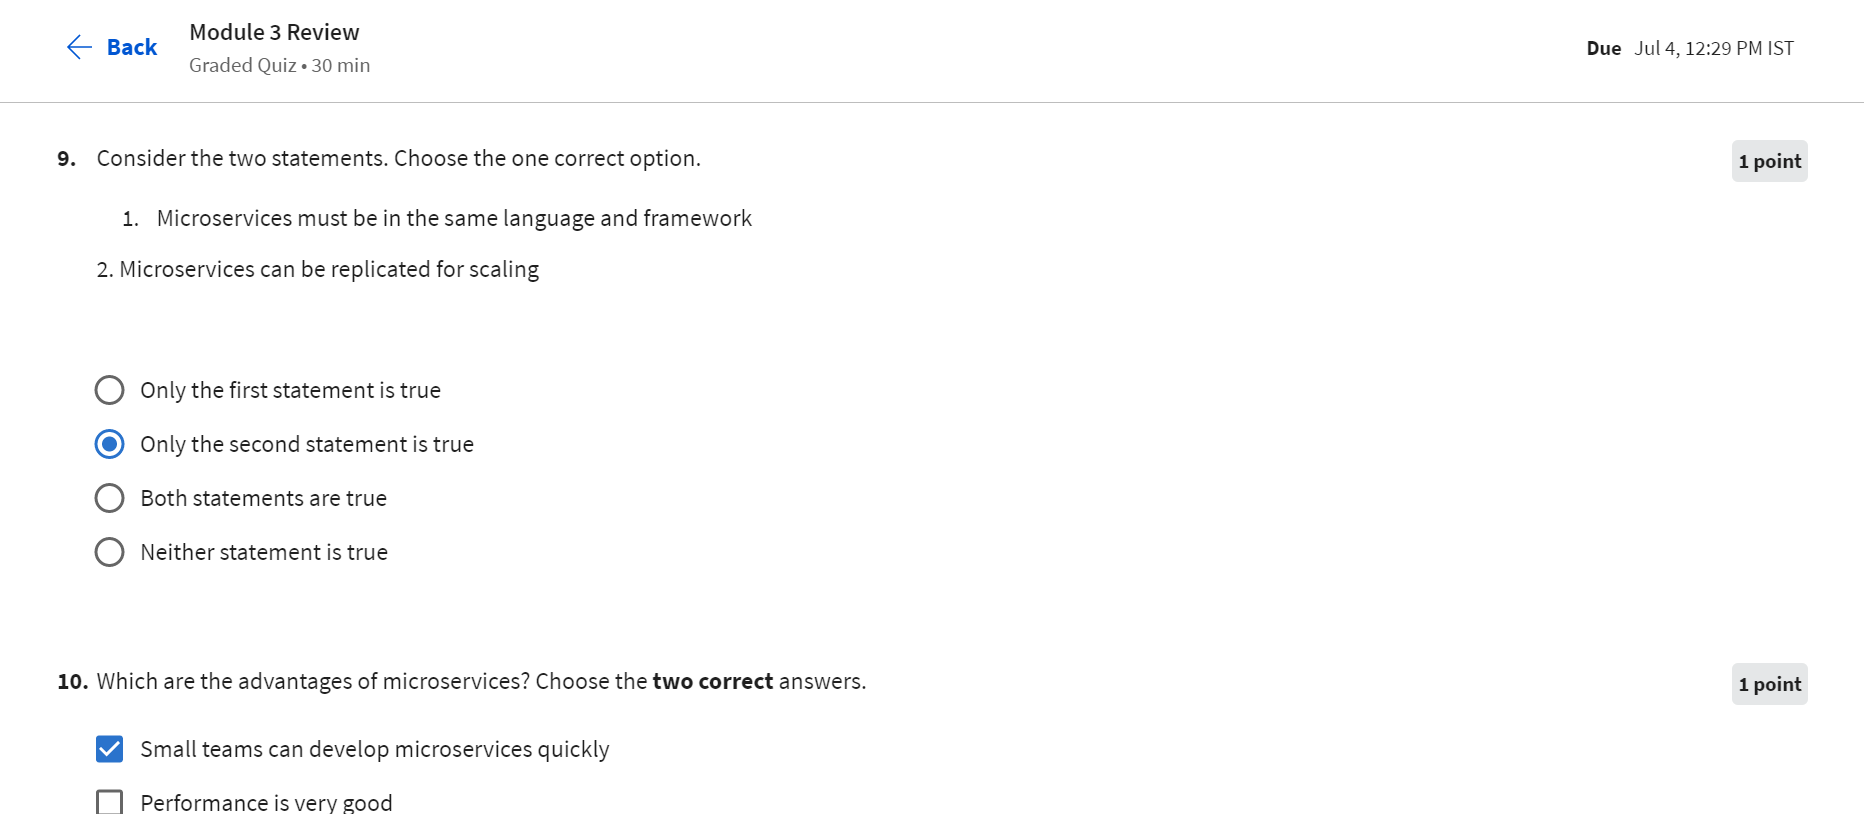 Back
Module 3 Review
Graded Quiz • 30 min
Due Jul 4, 12:29 PM IST
9. Consider the two statements. Choose the one correct option.
1 point
1. Microservices must be in the same language and framework
2. Microservices can be replicated for scaling
Only the first statement is true
Only the second statement is true
Both statements are true
Neither statement is true
10. Which are the advantages of microservices? Choose the two correct answers.
1 point
Small teams can develop microservices quickly
Performance is very good